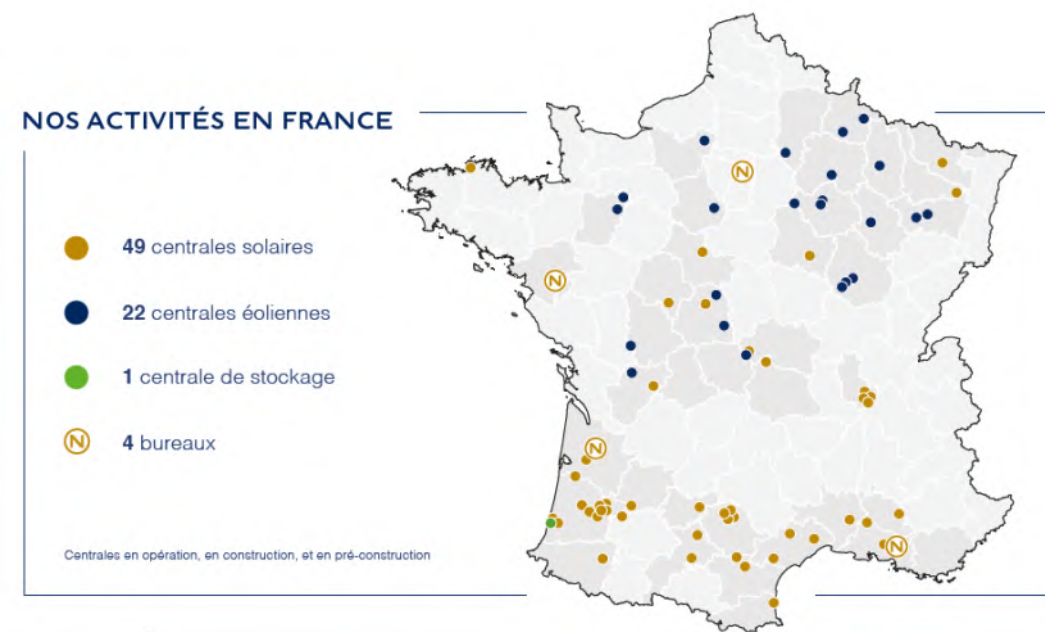 NOS ACTIVITÉS EN FRANCE
49 centrales solaires
22 centrales éoliennes
1 centrale de stockage
N 4 bureaux
Centrales en opération, en construction, et en pré-construction
N
N
N
N